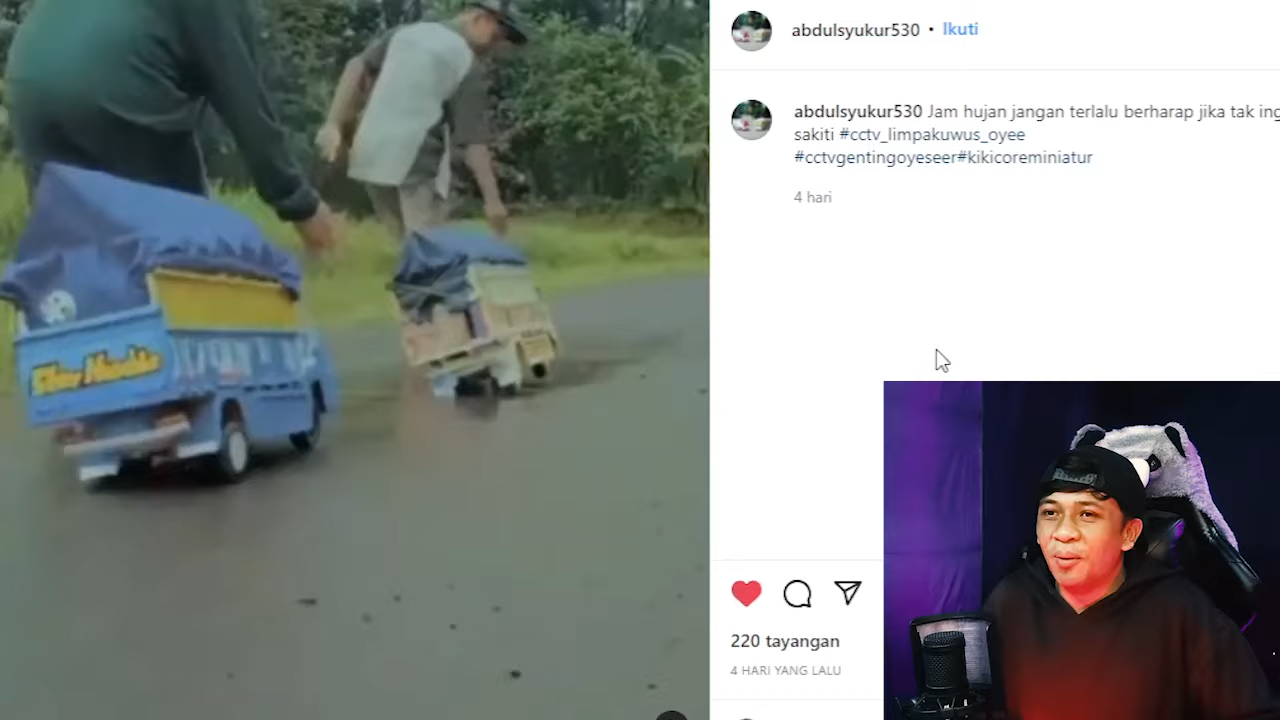 abdulsyukur530 • Ikuti
abdulsyukur530 Jam hujan jangan terlalu berharap jika tak ing
sakiti #cctv_limpakuwus_oyee
#cctvgentingoyeseer#kikicoreminiatur
4 hari
220 tayangan
4 HARI YANG LALU